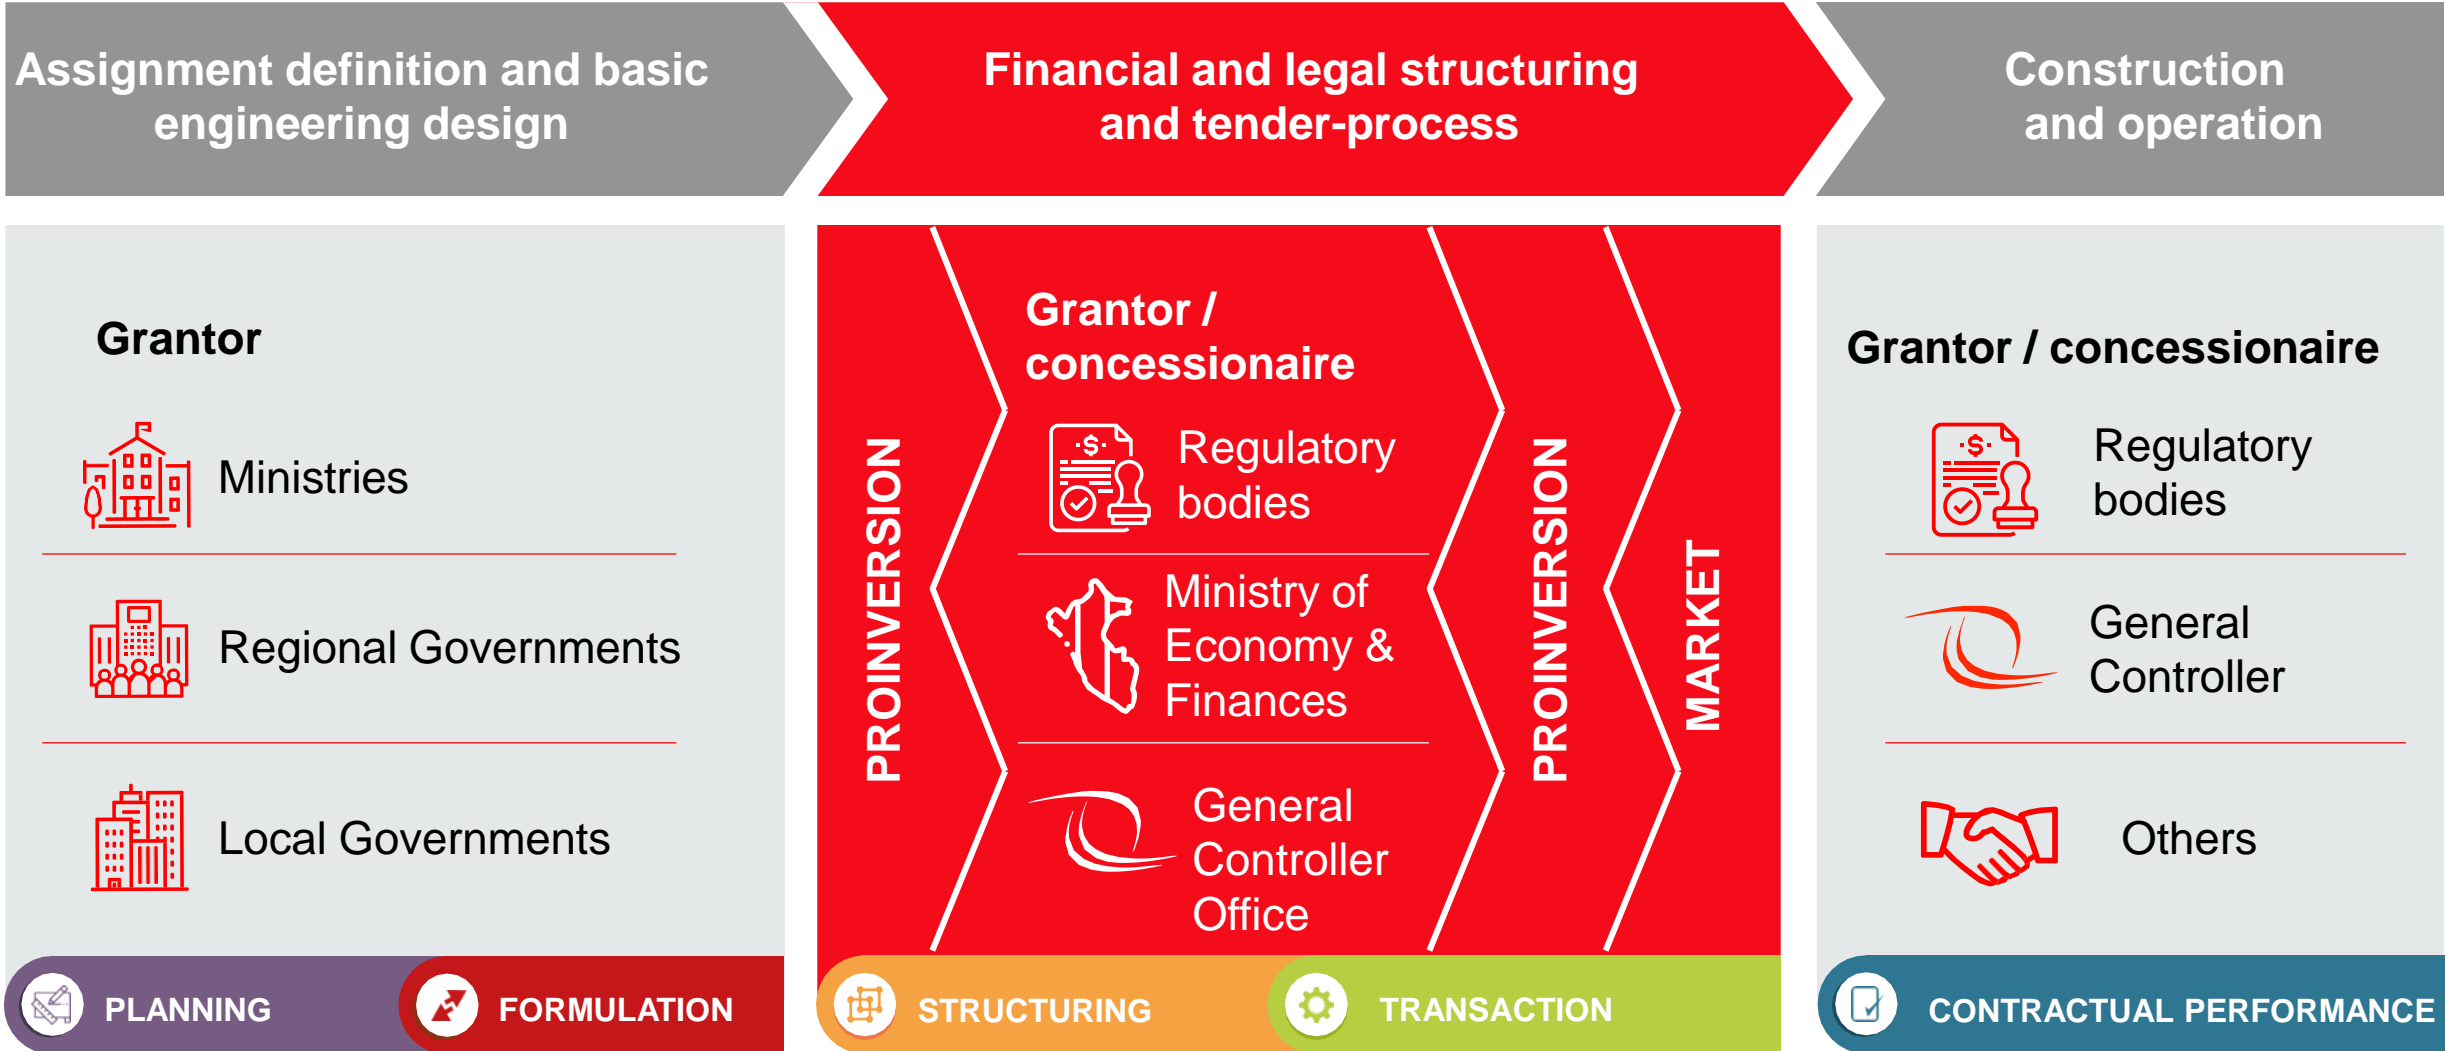 Assignment definition and basic
engineering design
Financial and legal structuring
and tender-process
Construction
and operation
Grantor
Ministries
Regional Governments
Local Governments
PROINVERSION
Grantor /
concessionaire
Regulatory
bodies
Ministry of
Economy &
Finances
General
Controller
Office
PROINVERSION
MARKET
Grantor / concessionaire
Regulatory
bodies
General
Controller
Others
PLANNING
FORMULATION
STRUCTURING
TRANSACTION
CONTRACTUAL PERFORMANCE